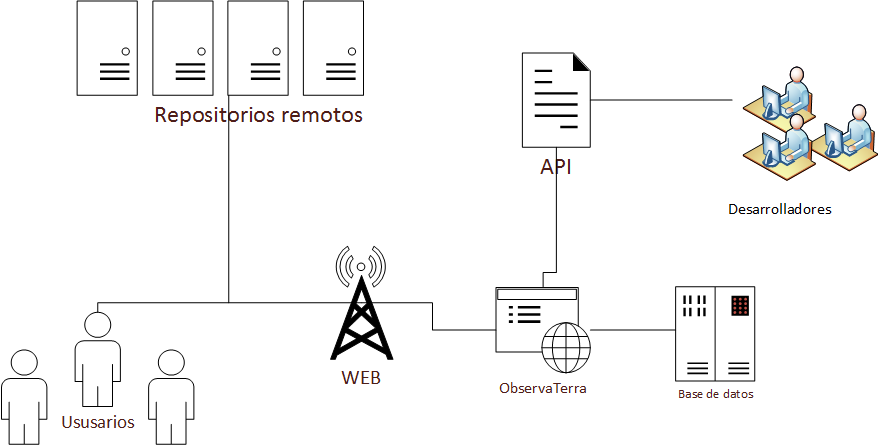 Repositorios remotos
API
Desarrolladores
WEB
ObservaTerra
Base de datos
Ususarios